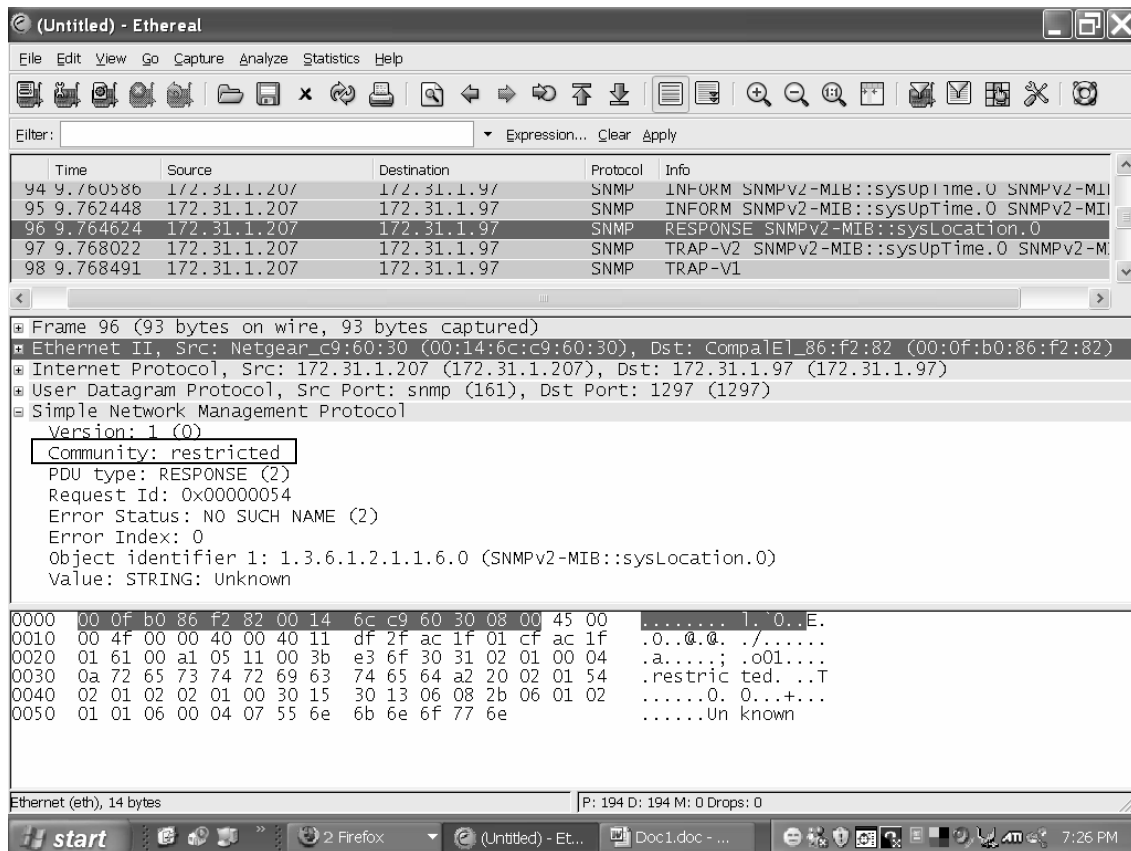 (Untitled) - Ethereal
File Edit View Go Capture Analyze Statistics Help
Filter: Expression... Clear Apply
Time Source Destination Protocol Info
94 9.760586 172.31.1.207 172.31.1.97 SNMP INFORM SNMPv2-MIB::sysUpTime.0 SNMPv2-MI
95 9.762448 172.31.1.207 172.31.1.97 SNMP INFORM SNMPv2-MIB::sysUpTime.0 SNMPv2-MI
96 9.764624 172.31.1.207 172.31.1.97 SNMP RESPONSE SNMPv2-MIB::sysLocation.0
97 9.768022 172.31.1.207 172.31.1.97 SNMP TRAP-V2 SNMPv2-MIB::sysUpTime.0 SNMPv2-M
98 9.768491 172.31.1.207 172.31.1.97 SNMP TRAP-V1
Frame 96 (93 bytes on wire, 93 bytes captured)
Ethernet II, Src: Netgear_c9:60:30 (00:14:6c:c9:60:30), Dst: CompalEl_86:f2:82 (00:0f:b0:86:f2:82)
Internet Protocol, Src: 172.31.1.207 (172.31.1.207), Dst: 172.31.1.97 (172.31.1.97)
User Datagram Protocol, Src Port: snmp (161), Dst Port: 1297 (1297)
Simple Network Management Protocol
Version: 1 (0)
Community: restricted
PDU type: RESPONSE (2)
Request Id: 0x00000054
Error Status: NO SUCH NAME (2)
Error Index: 0
Object identifier 1: 1.3.6.1.2.1.1.6.0 (SNMPv2-MIB::sysLocation.0)
Value: STRING: Unknown
0000 00 0f b0 86 f2 82 00 14 6c c9 60 30 08 00 45 00 ........ l.`0..E.
0010 00 4f 00 00 40 00 40 11 df 2f ac 1f 01 cf ac 1f .O..@.@. ./......
0020 01 61 00 a1 05 11 00 3b e3 6f 30 31 02 01 00 04 .a.....; .o01....
0030 0a 72 65 73 74 72 69 63 74 65 64 a2 20 02 01 54 .restric ted. ..T
0040 02 01 02 02 01 00 30 15 30 13 06 08 2b 06 01 02 ......0. 0...+...
0050 01 01 06 00 04 07 55 6e 6b 6e 6f 77 6e ......Un known
Ethernet (eth), 14 bytes P: 194 D: 194 M: 0 Drops: 0
start 2 Firefox (Untitled) - Et... Doc1.doc - ... 7:26 PM